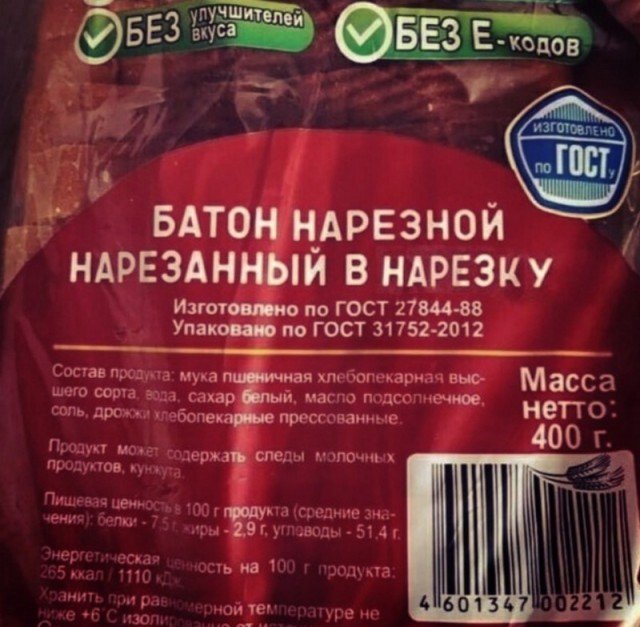 БЕЗ улучшителей вкуса
БЕЗ Е-кодов
ИЗГОТОВЛЕНО
по ГОСТу
БАТОН НАРЕЗНОЙ
НАРЕЗАННЫЙ В НАРЕЗКУ
Изготовлено по ГОСТ 27844-88
Упаковано по ГОСТ 31752-2012
Состав продукта: мука пшеничная хлебопекарная выс-
шего сорта, вода, сахар белый, масло подсолнечное,
соль, дрожжи хлебопекарные прессованные.
Масса
нетто:
400 г.
Продукт может содержать следы молочных
продуктов, кунжута.
Пищевая ценность в 100 г продукта (средние зна-
чения): белки - 7,5 г, жиры - 2,9 г, углеводы - 51,4 г.
Энергетическая ценность на 100 г продукта:
265 ккал / 1110 кДж
Хранить при равномерной температуре не
ниже +6°С
4 601347 002212